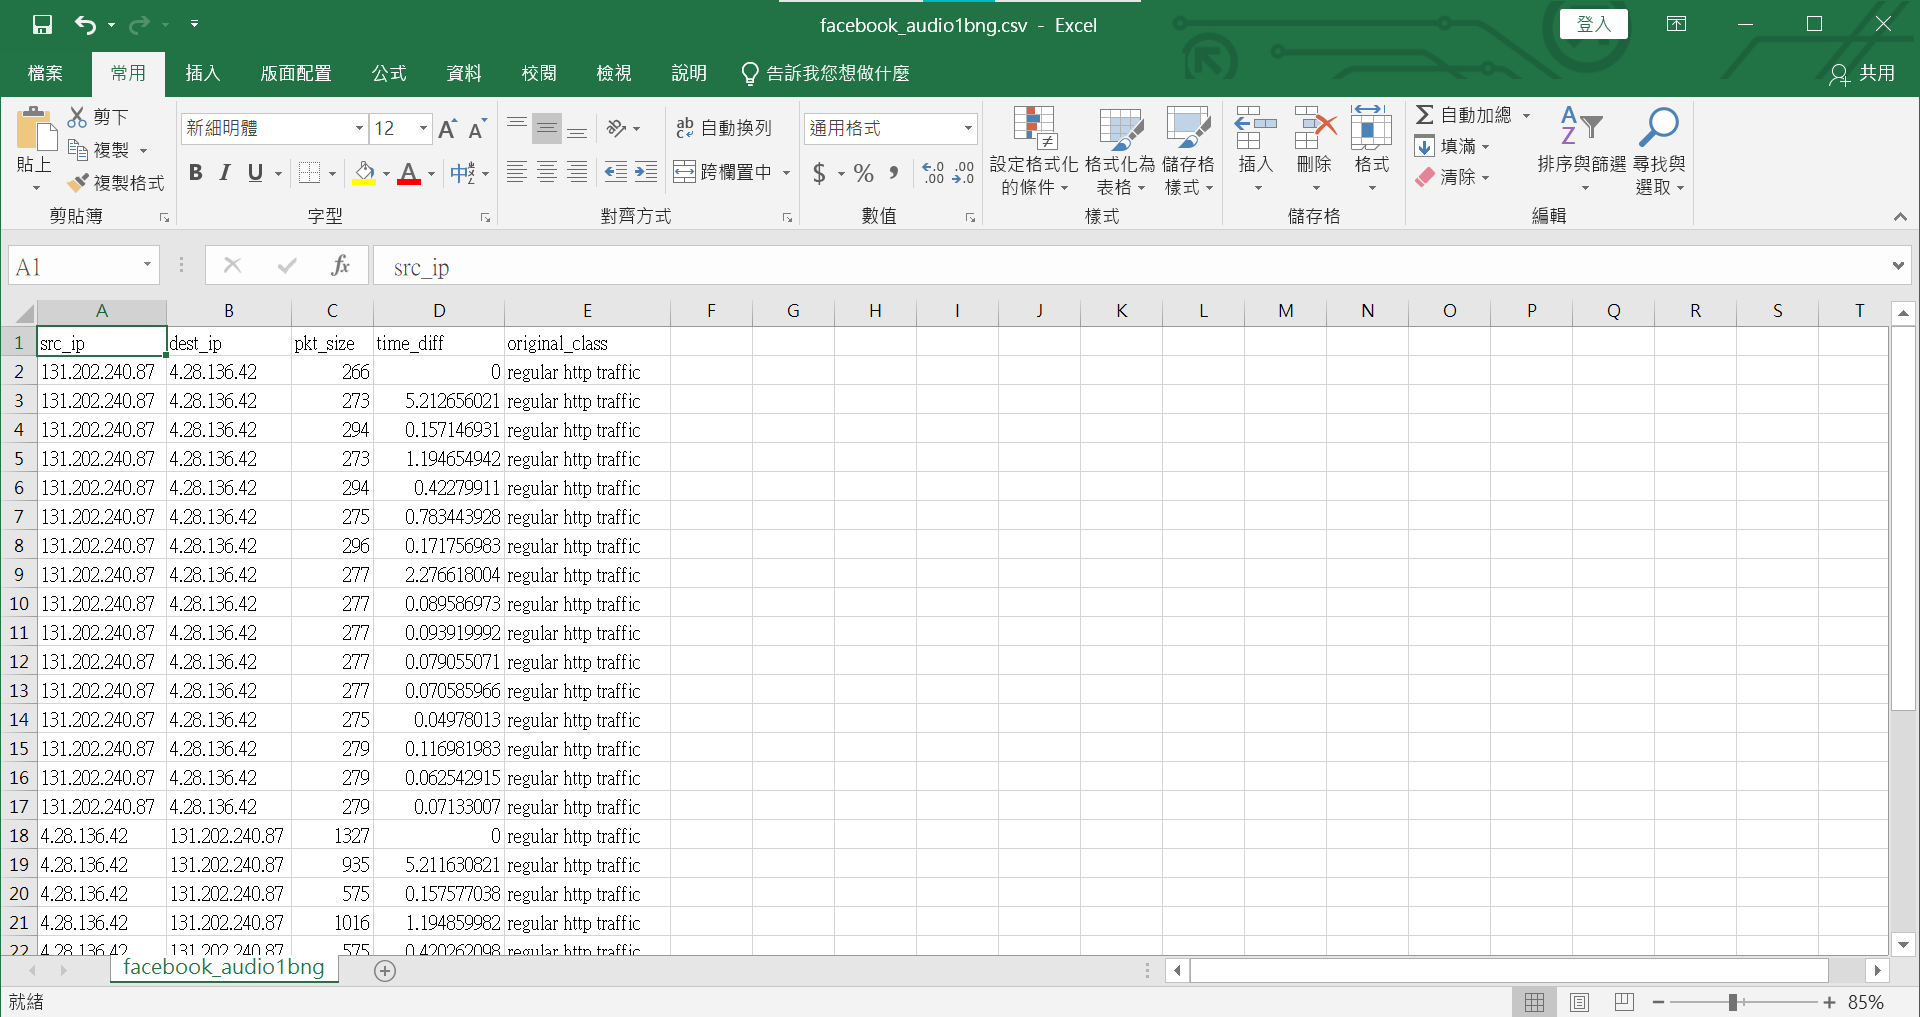 facebook_audio1bng.csv - Excel
登入
檔案 常用 插入 版面配置 公式 資料 校閱 檢視 說明 告訴我您想做什麼 共用
貼上
剪下
複製
複製格式
剪貼簿
新細明體 12 A A
B I U A 中
字型
ab 自動換列
跨欄置中
對齊方式
通用格式
$ % , .00 .00
數值
設定格式化的條件
格式化為表格
儲存格樣式
樣式
插入 刪除 格式
儲存格
Σ 自動加總
填滿
清除
排序與篩選
尋找與選取
編輯
A1 fx src_ip
A B C D E F G H I J K L M N O P Q R S T
1 src_ip dest_ip pkt_size time_diff original_class
2 131.202.240.87 4.28.136.42 266 0 regular http traffic
3 131.202.240.87 4.28.136.42 273 5.212656021 regular http traffic
4 131.202.240.87 4.28.136.42 294 0.157146931 regular http traffic
5 131.202.240.87 4.28.136.42 273 1.194654942 regular http traffic
6 131.202.240.87 4.28.136.42 294 0.42279911 regular http traffic
7 131.202.240.87 4.28.136.42 275 0.783443928 regular http traffic
8 131.202.240.87 4.28.136.42 296 0.171756983 regular http traffic
9 131.202.240.87 4.28.136.42 277 2.276618004 regular http traffic
10 131.202.240.87 4.28.136.42 277 0.089586973 regular http traffic
11 131.202.240.87 4.28.136.42 277 0.093919992 regular http traffic
12 131.202.240.87 4.28.136.42 277 0.079055071 regular http traffic
13 131.202.240.87 4.28.136.42 277 0.070585966 regular http traffic
14 131.202.240.87 4.28.136.42 275 0.04978013 regular http traffic
15 131.202.240.87 4.28.136.42 279 0.116981983 regular http traffic
16 131.202.240.87 4.28.136.42 279 0.062542915 regular http traffic
17 131.202.240.87 4.28.136.42 279 0.07133007 regular http traffic
18 4.28.136.42 131.202.240.87 1327 0 regular http traffic
19 4.28.136.42 131.202.240.87 935 5.211630821 regular http traffic
20 4.28.136.42 131.202.240.87 575 0.157577038 regular http traffic
21 4.28.136.42 131.202.240.87 1016 1.194859982 regular http traffic
22 4.28.136.42 131.202.240.87 575 0.420262098 regular http traffic
facebook_audio1bng
就緒 85%